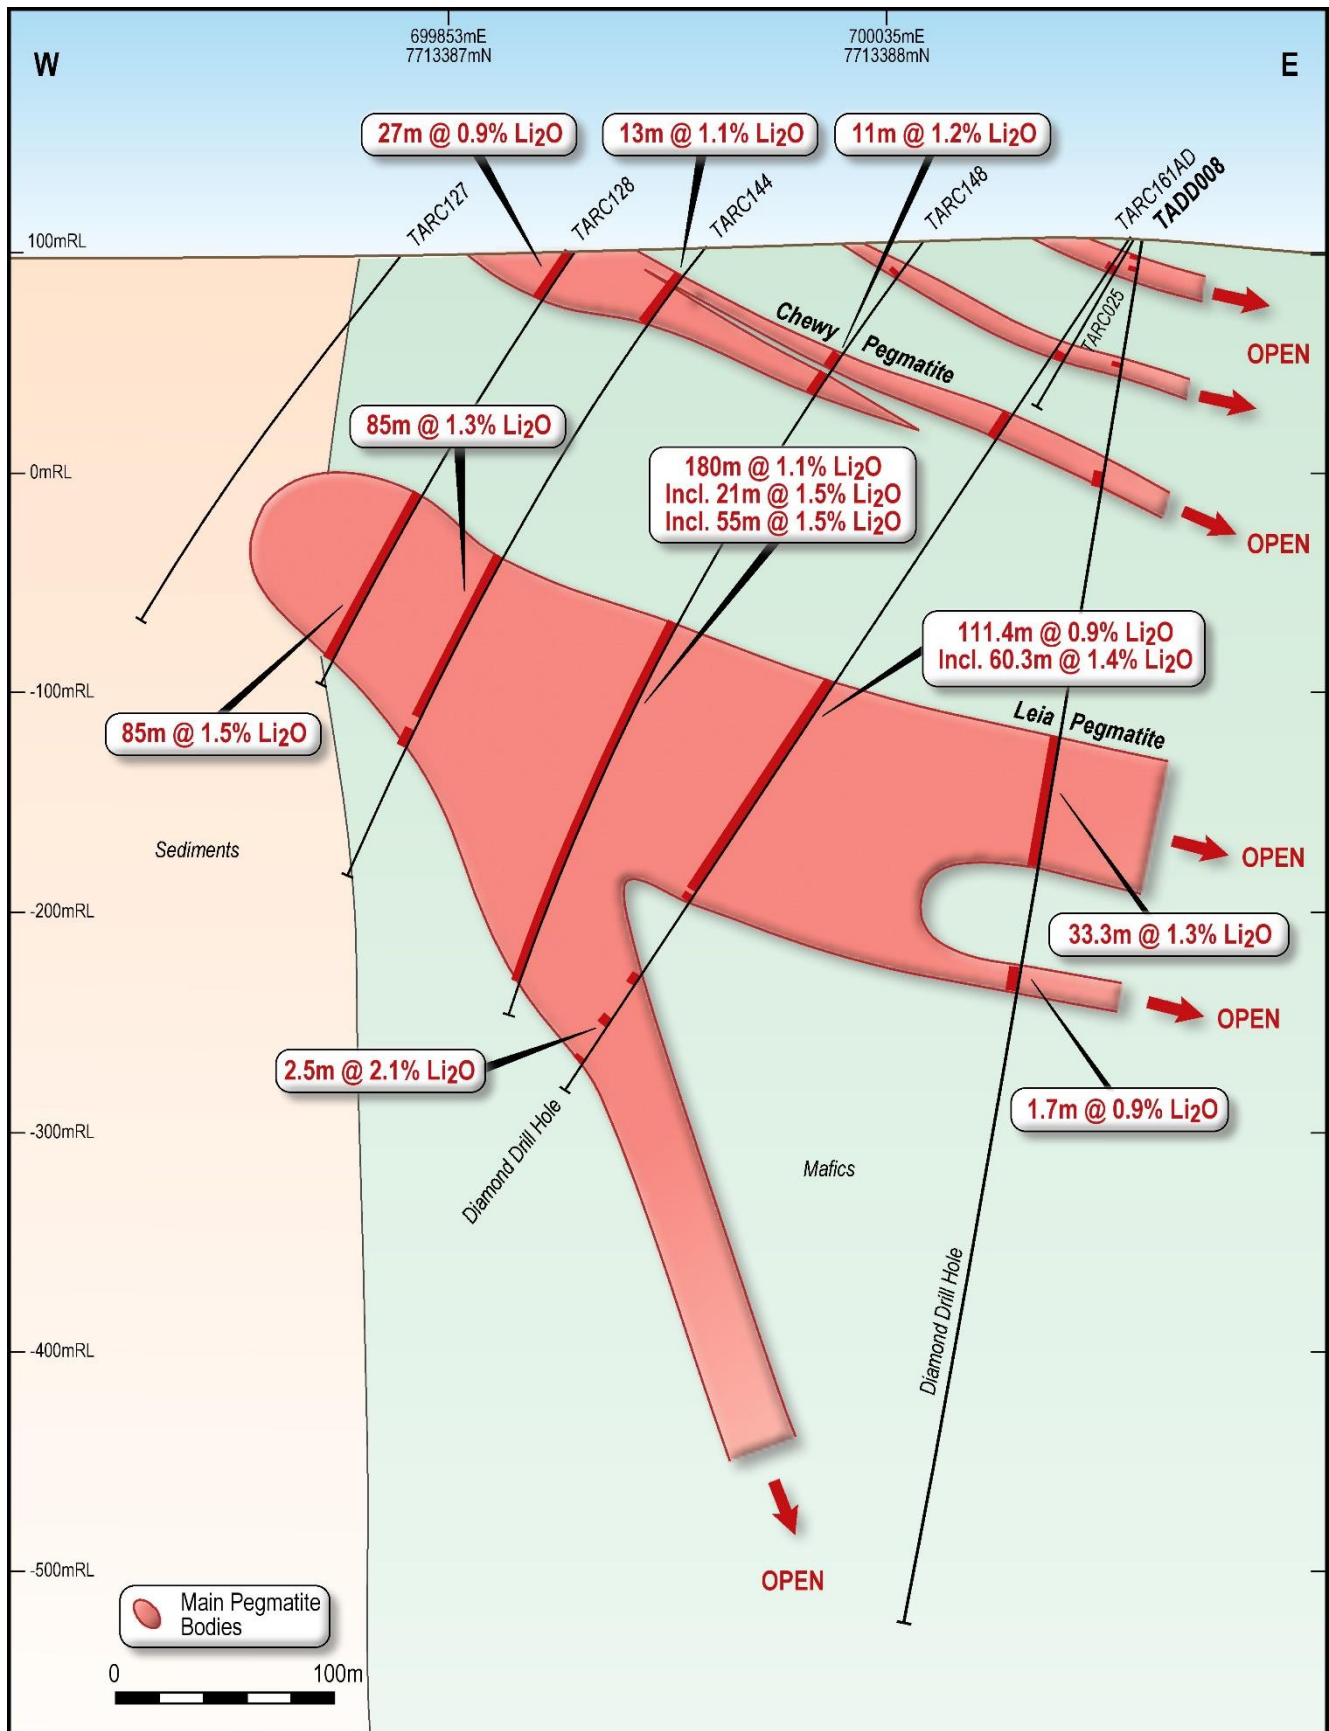 699853mE
7713387mN
700035mE
7713388mN
W
E
27m @ 0.9% Li₂O
13m @ 1.1% Li₂O
11m @ 1.2% Li₂O
TARC127
TARC128
TARC144
TARC148
TARC161AD
TADD008
100mRL
TARC025
Chewy Pegmatite
OPEN
85m @ 1.3% Li₂O
0mRL
180m @ 1.1% Li₂O
Incl. 21m @ 1.5% Li₂O
Incl. 55m @ 1.5% Li₂O
OPEN
111.4m @ 0.9% Li₂O
Incl. 60.3m @ 1.4% Li₂O
-100mRL
85m @ 1.5% Li₂O
Leia Pegmatite
Sediments
OPEN
-200mRL
33.3m @ 1.3% Li₂O
OPEN
2.5m @ 2.1% Li₂O
1.7m @ 0.9% Li₂O
-300mRL
Diamond Drill Hole
Mafics
Diamond Drill Hole
-400mRL
-500mRL
OPEN
Main Pegmatite
Bodies
0
100m